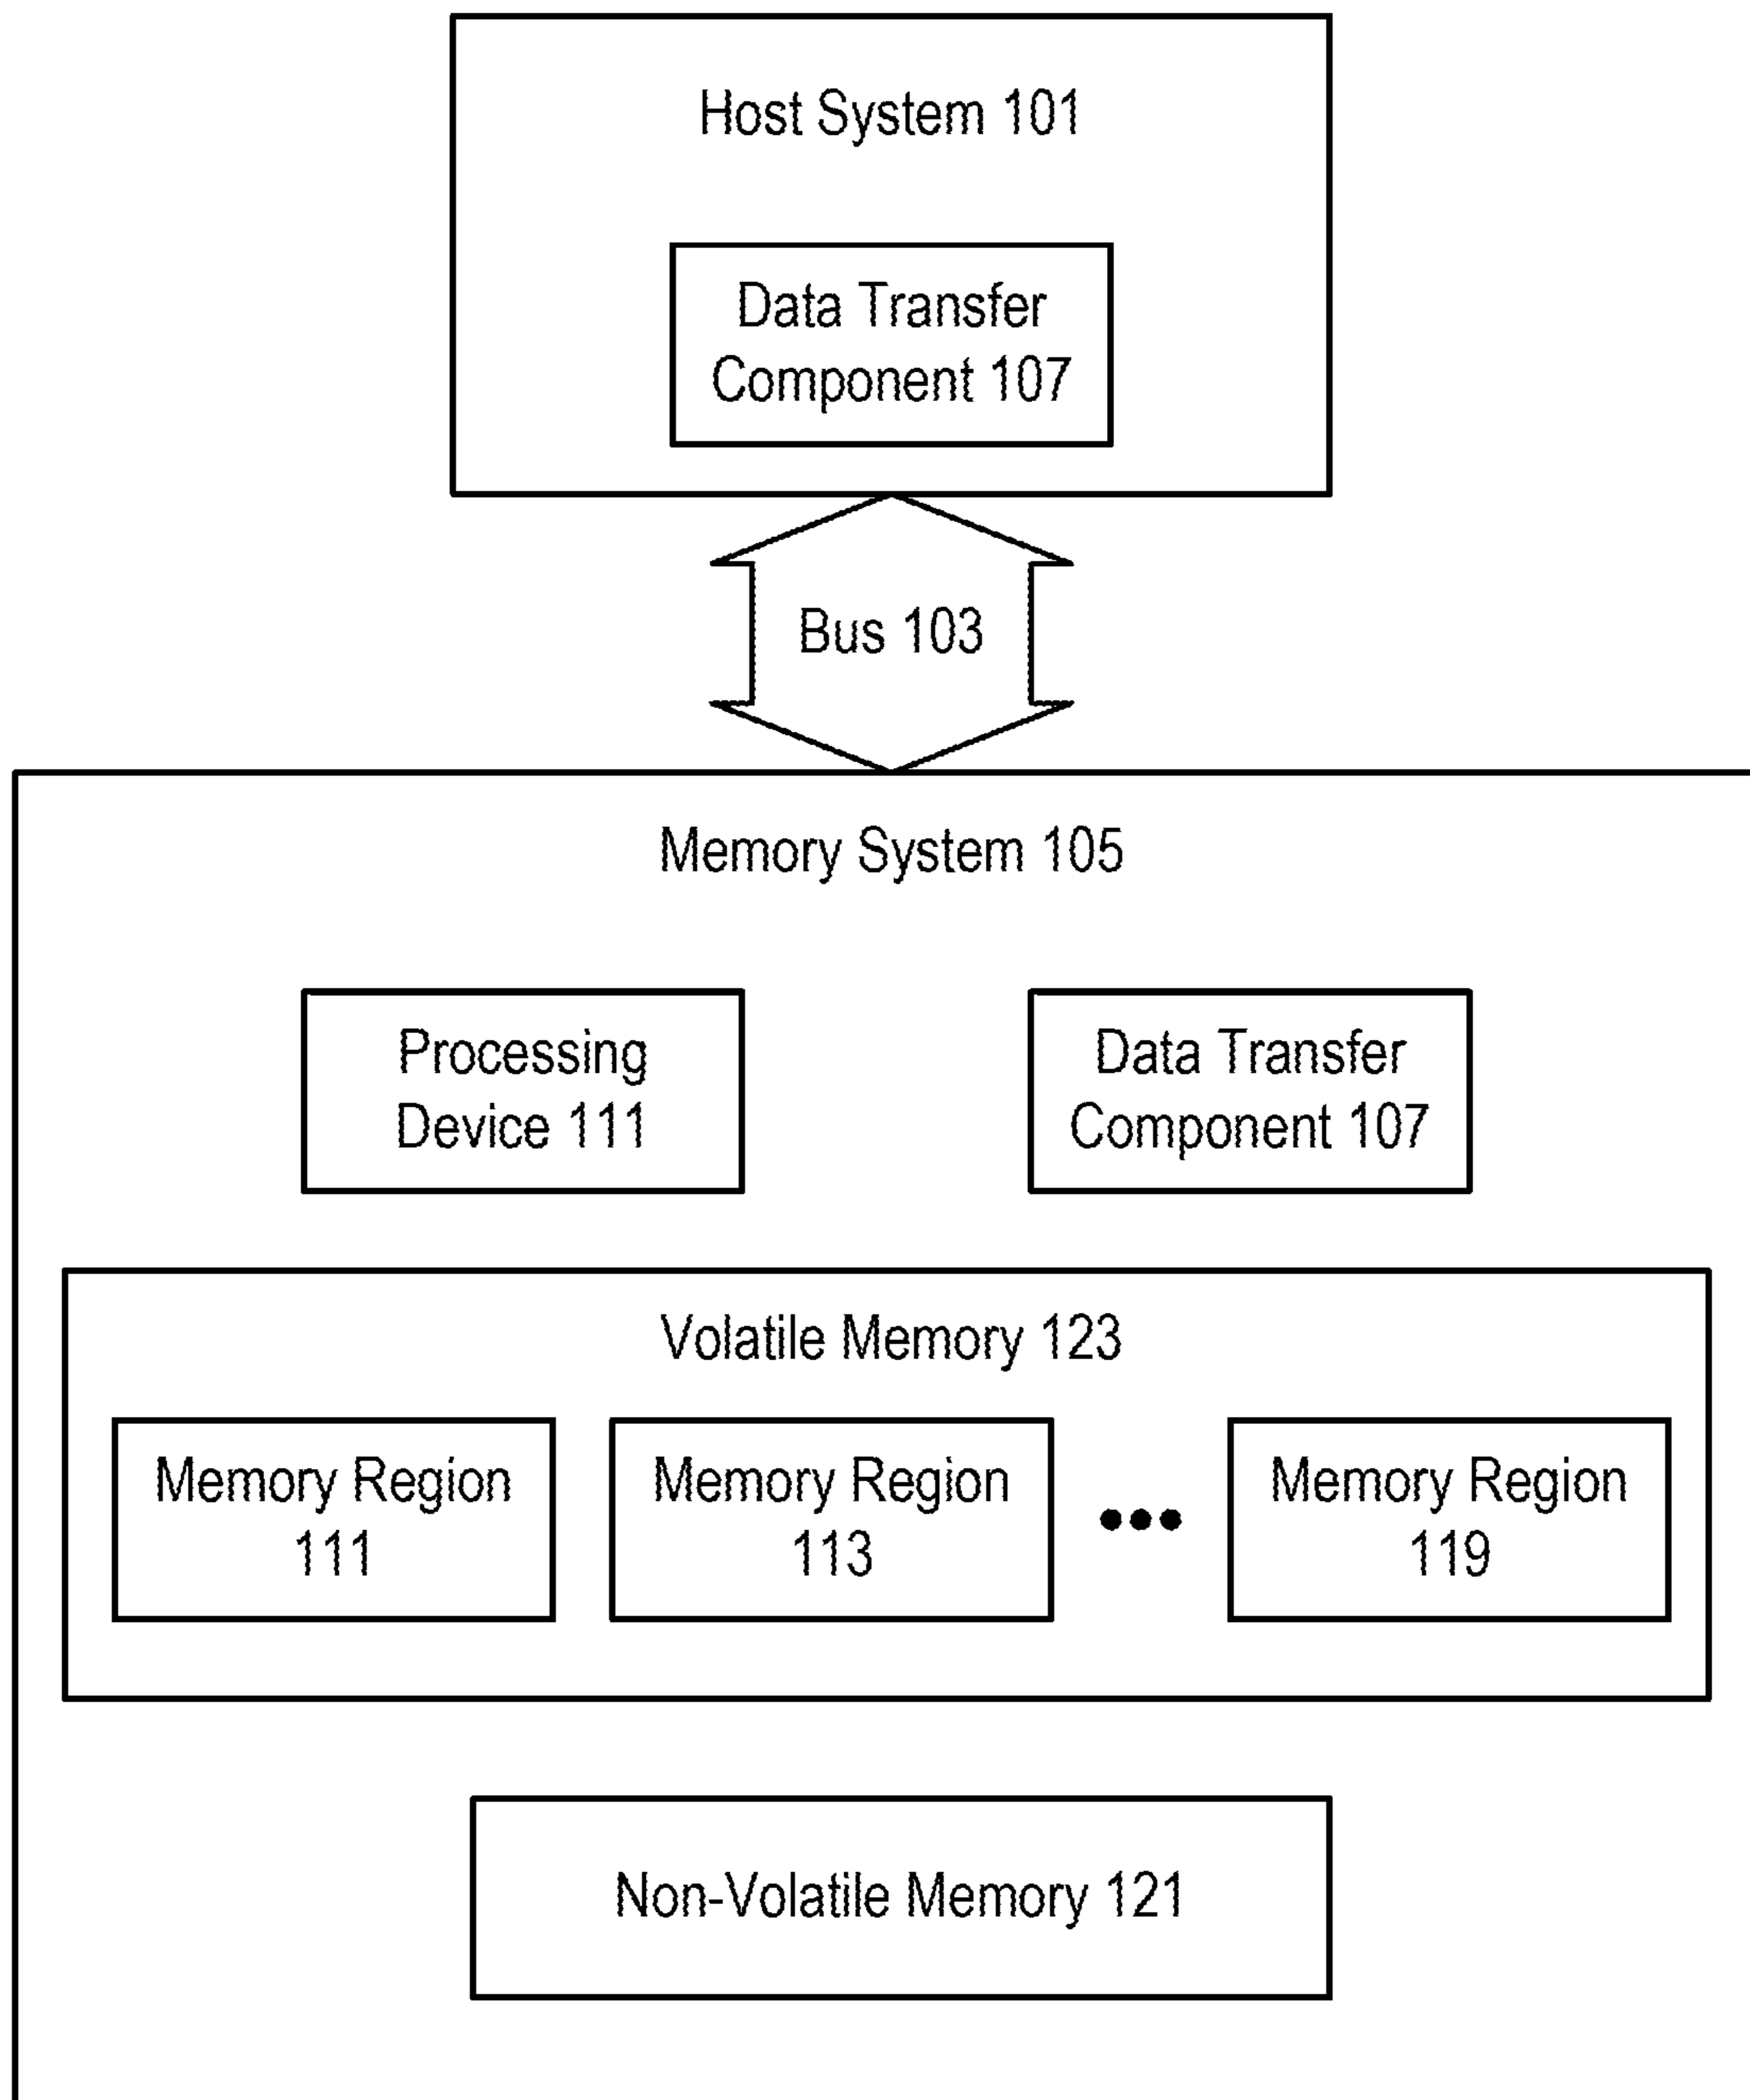 Host System 101
Data Transfer
Component 107
Bus 103
Memory System 105
Processing
Device 111
Data Transfer
Component 107
Volatile Memory 123
Memory Region
111
Memory Region
113
Memory Region
119
Non-Volatile Memory 121